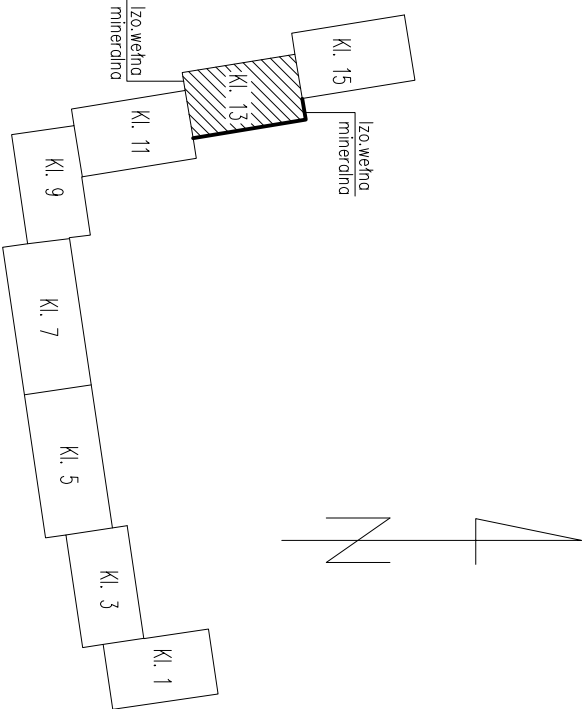 Kl. 15
Izo.wełna
mineralna
Kl. 13
Izo.wełna
mineralna
Kl. 11
Kl. 9
Kl. 7
Kl. 5
Kl. 3
Kl. 1
N